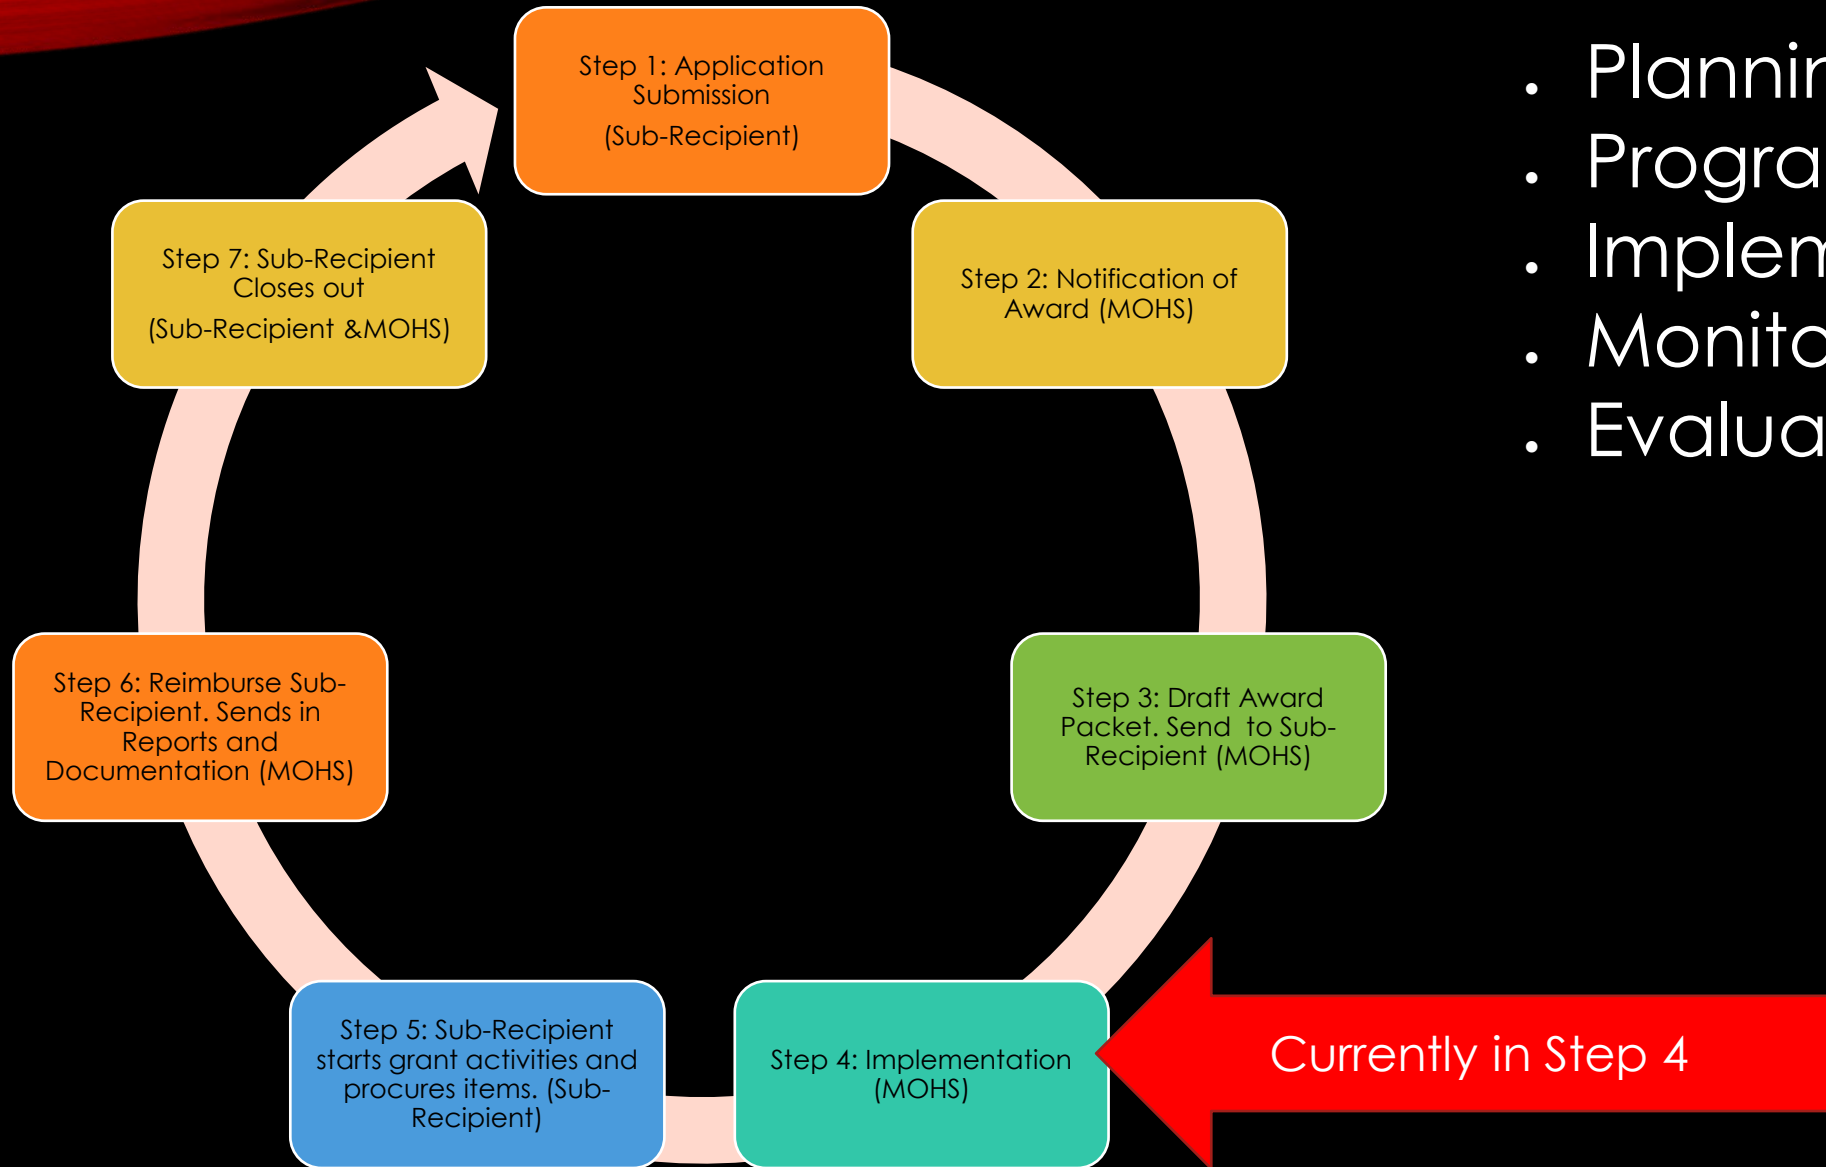 Step 1: Application
Submission
(Sub-Recipient)
Step 2: Notification of
Award (MOHS)
Step 3: Draft Award
Packet. Send  to Sub-
Recipient (MOHS)
Step 4: Implementation
(MOHS)
Step 5: Sub-Recipient
starts grant activities and
procures items. (Sub-
Recipient)
Step 6: Reimburse Sub-
Recipient. Sends in
Reports and
Documentation (MOHS)
Step 7: Sub-Recipient
Closes out
(Sub-Recipient &MOHS)
Currently in Step 4